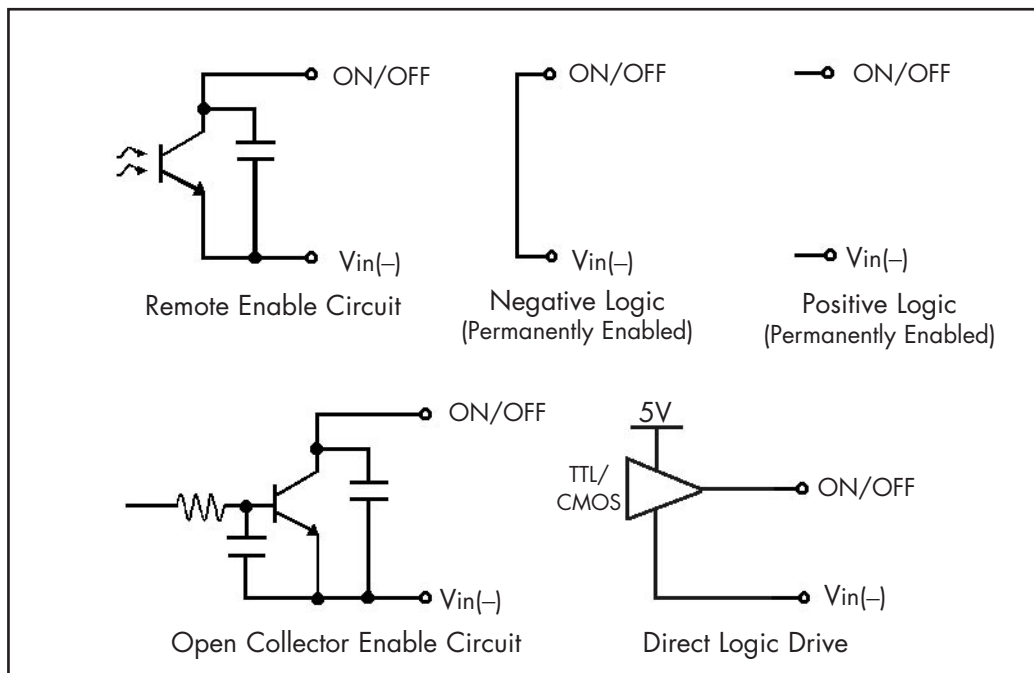 ON/OFF
Vin(–)
Remote Enable Circuit
ON/OFF
Vin(–)
Negative Logic
(Permanently Enabled)
ON/OFF
Vin(–)
Positive Logic
(Permanently Enabled)
ON/OFF
Vin(–)
Open Collector Enable Circuit
5V
TTL/
CMOS
ON/OFF
Vin(–)
Direct Logic Drive